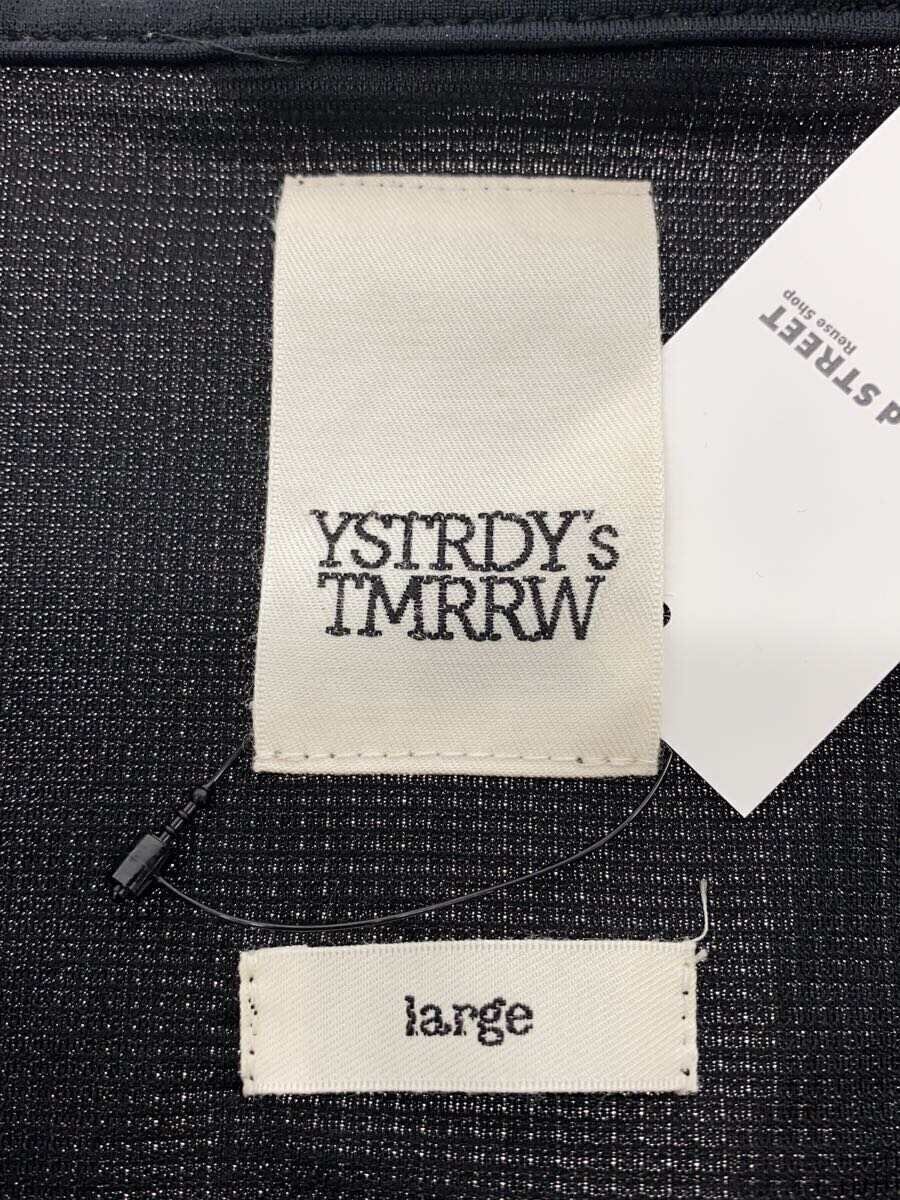 YSTRDY's
TMRRW
large
d STREET
Reuse Shop